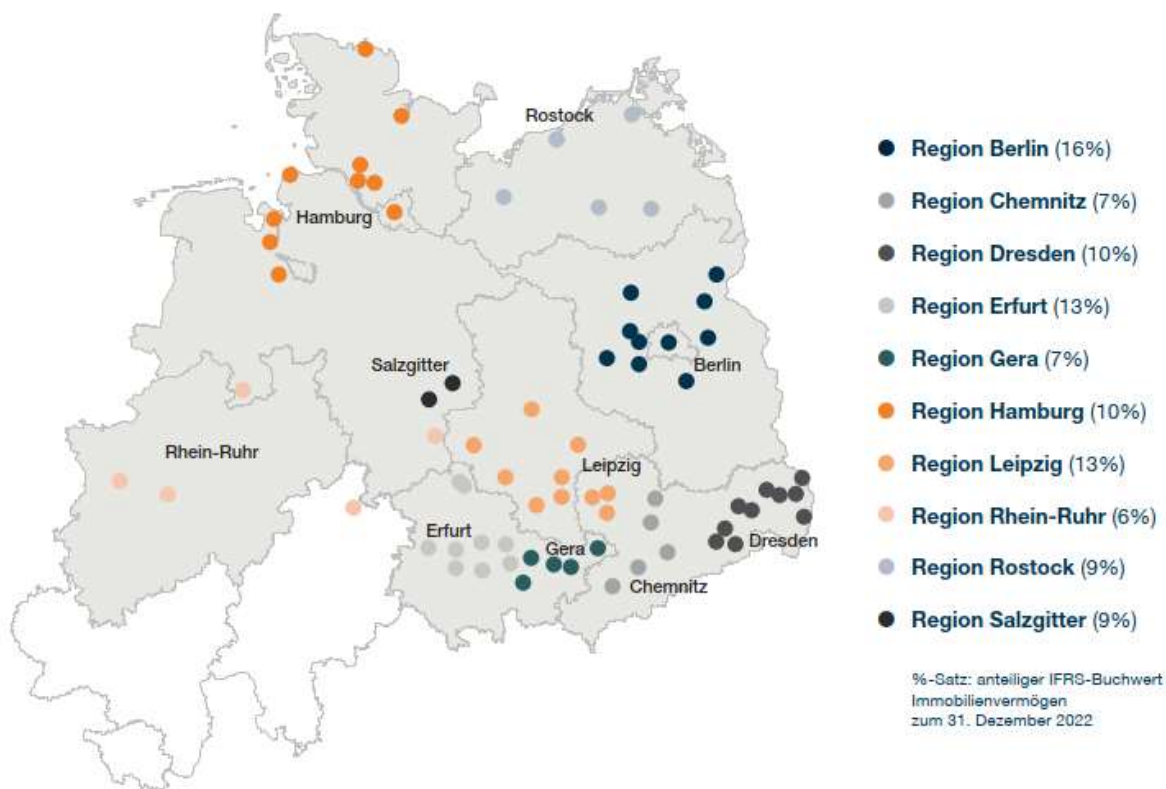 Rostock
Hamburg
Salzgitter
Berlin
Rhein-Ruhr
Leipzig
Erfurt
Gera
Dresden
Chemnitz
Region Berlin (16%)
Region Chemnitz (7%)
Region Dresden (10%)
Region Erfurt (13%)
Region Gera (7%)
Region Hamburg (10%)
Region Leipzig (13%)
Region Rhein-Ruhr (6%)
Region Rostock (9%)
Region Salzgitter (9%)
%-Satz: anteiliger IFRS-Buchwert
Immobilienvermögen
zum 31. Dezember 2022